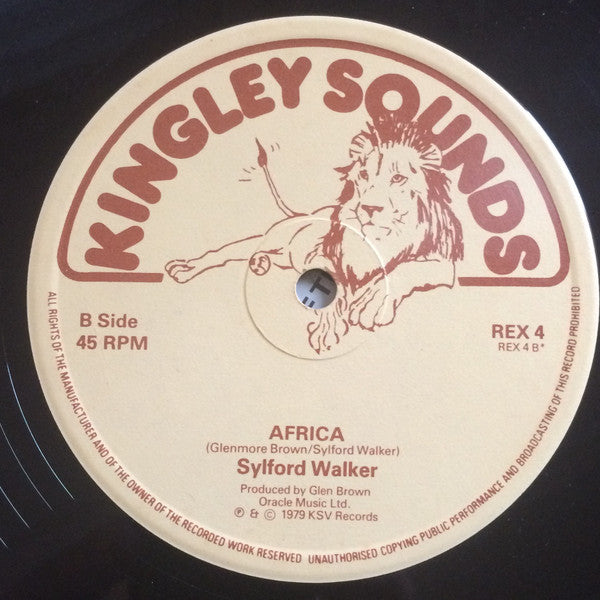 KINGLEY SOUNDS
B Side
45 RPM
REX 4
REX 4 B*
AFRICA
(Glenmore Brown/Sylford Walker)
Sylford Walker
Produced by Glen Brown
Oracle Music Ltd.
℗ & © 1979 KSV Records
ALL RIGHTS OF THE MANUFACTURER AND OF THE OWNER OF THE RECORDED WORK RESERVED UNAUTHORISED COPYING PUBLIC PERFORMANCE AND BROADCASTING OF THIS RECORD PROHIBITED